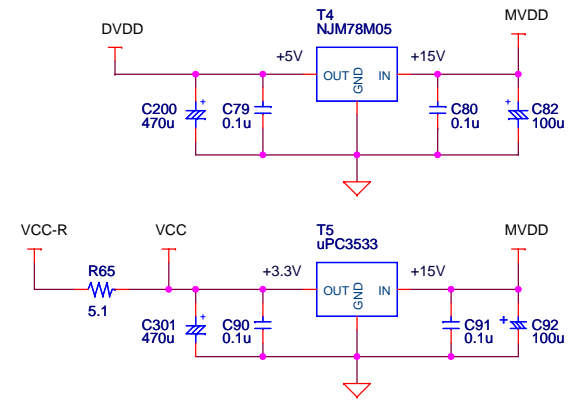 T4
NJM78M05
DVDD
MVDD
+5V
+15V
OUT
GND
IN
C200
470u
+
C79
0.1u
C80
0.1u
+
C82
100u
VCC-R
VCC
T5
uPC3533
MVDD
R65
5.1
+3.3V
+15V
OUT
GND
IN
C301
470u
+
C90
0.1u
C91
0.1u
+
C92
100u